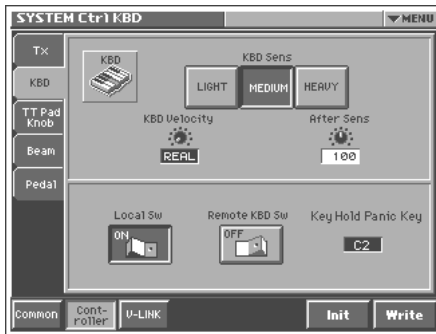 SYSTEM Ctrl KBD
MENU
Tx
KBD
TT Pad
Knob
Beam
Pedal
KBD
KBD Sens
LIGHT MEDIUM HEAVY
KBD Velocity After Sens
REAL 100
Local Sw Remote KBD Sw Key Hold Panic Key
ON OFF
C2
Common Cont-
roller V-LINK Init Write